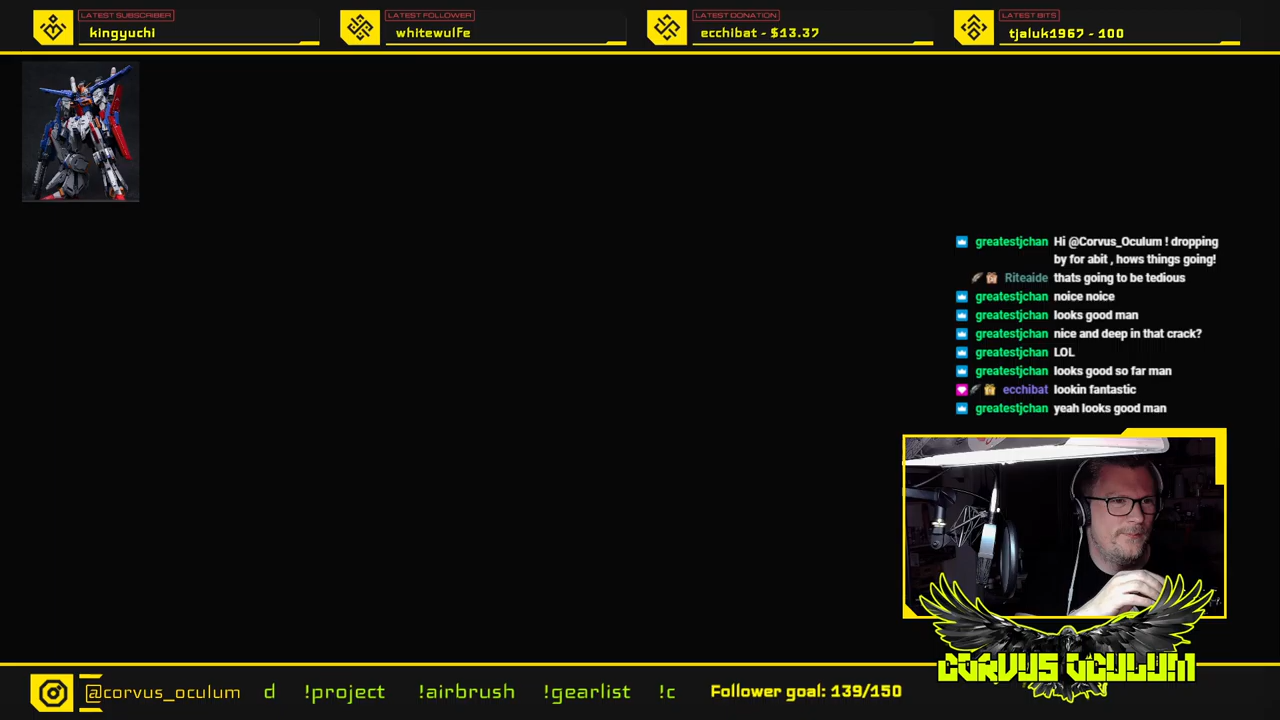 LATEST SUBSCRIBER
kingyuchi
LATEST FOLLOWER
whitewulfe
LATEST DONATION
ecchibat - $13.37
LATEST BITS
tjaluk1967 - 100
greatestjchan Hi @Corvus_Oculum ! dropping
by for abit , hows things going!
Riteaide thats going to be tedious
greatestjchan noice noice
greatestjchan looks good man
greatestjchan nice and deep in that crack?
greatestjchan LOL
greatestjchan looks good so far man
ecchibat lookin fantastic
greatestjchan yeah looks good man
CORVUS OCULUM
@corvus_oculum d !project !airbrush !gearlist !c Follower goal: 139/150